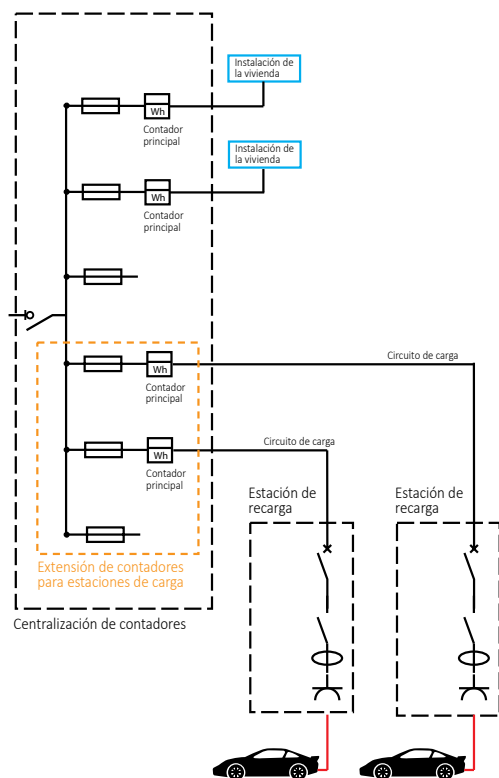 Instalación de
la vivienda
Wh
Contador
principal
Instalación de
la vivienda
Wh
Contador
principal
Circuito de carga
Wh
Contador
principal
Circuito de carga
Wh
Contador
principal
Estación de
recarga
Estación de
recarga
Extensión de contadores
para estaciones de carga
Centralización de contadores